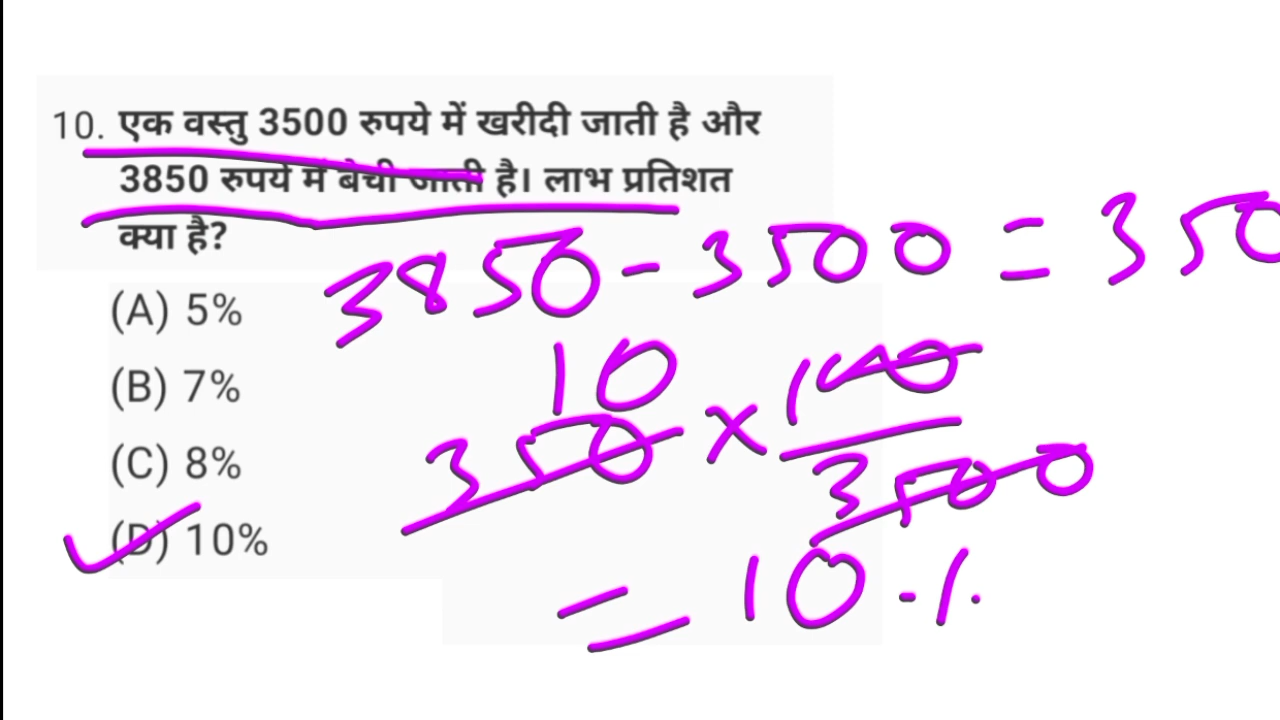 10. एक वस्तु 3500 रुपये में खरीदी जाती है और
3850 रुपये में बेची जाती है। लाभ प्रतिशत
क्या है?
3850 - 3500 = 350
(A) 5%
(B) 7%
(C) 8%
(D) 10%
10
350 × 100
3500
= 10%